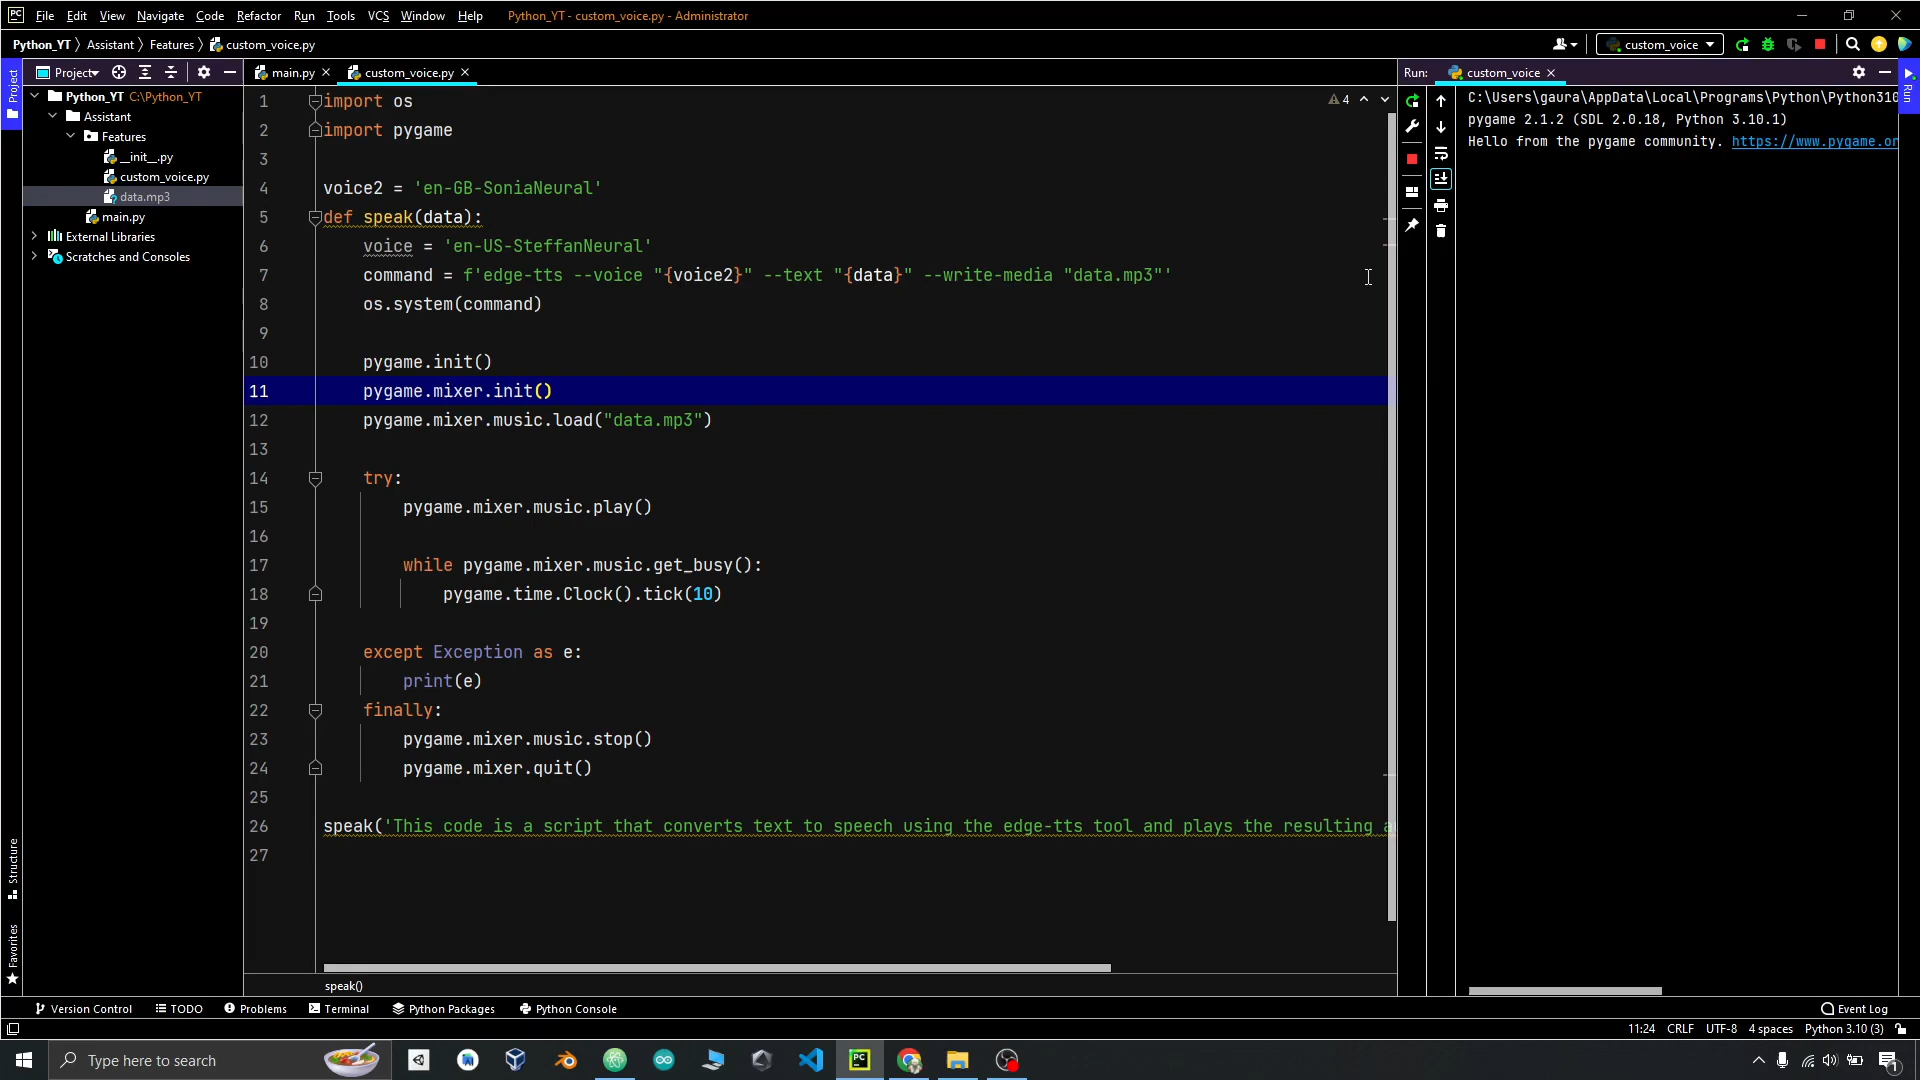 File Edit View Navigate Code Refactor Run Tools VCS Window Help Python_YT - custom_voice.py - Administrator
Python_YT Assistant Features custom_voice.py custom_voice
Project main.py custom_voice.py Run: custom_voice
Python_YT C:\Python_YT
Assistant
Features
__init__.py
custom_voice.py
data.mp3
main.py
External Libraries
Scratches and Consoles
Project
Structure
Favorites
1 import os
2 import pygame
3
4 voice2 = 'en-GB-SoniaNeural'
5 def speak(data):
6 voice = 'en-US-SteffanNeural'
7 command = f'edge-tts --voice "{voice2}" --text "{data}" --write-media "data.mp3"'
8 os.system(command)
9
10 pygame.init()
11 pygame.mixer.init()
12 pygame.mixer.music.load("data.mp3")
13
14 try:
15 pygame.mixer.music.play()
16
17 while pygame.mixer.music.get_busy():
18 pygame.time.Clock().tick(10)
19
20 except Exception as e:
21 print(e)
22 finally:
23 pygame.mixer.music.stop()
24 pygame.mixer.quit()
25
26 speak('This code is a script that converts text to speech using the edge-tts tool and plays the resulting a
27
4
speak()
C:\Users\gaura\AppData\Local\Programs\Python\Python310
pygame 2.1.2 (SDL 2.0.18, Python 3.10.1)
Hello from the pygame community. https://www.pygame.or
Run
Version Control TODO Problems Terminal Python Packages Python Console Event Log
11:24 CRLF UTF-8 4 spaces Python 3.10 (3)
Type here to search
PC
1